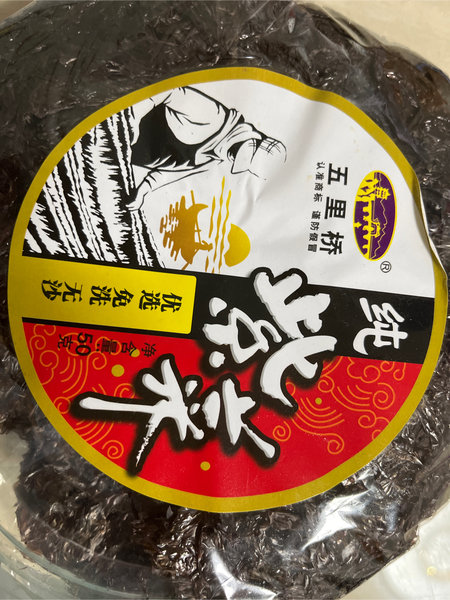 ®
五里桥
认准商标 谨防假冒
纯
紫菜
优选 免洗 无沙
净含量:50克